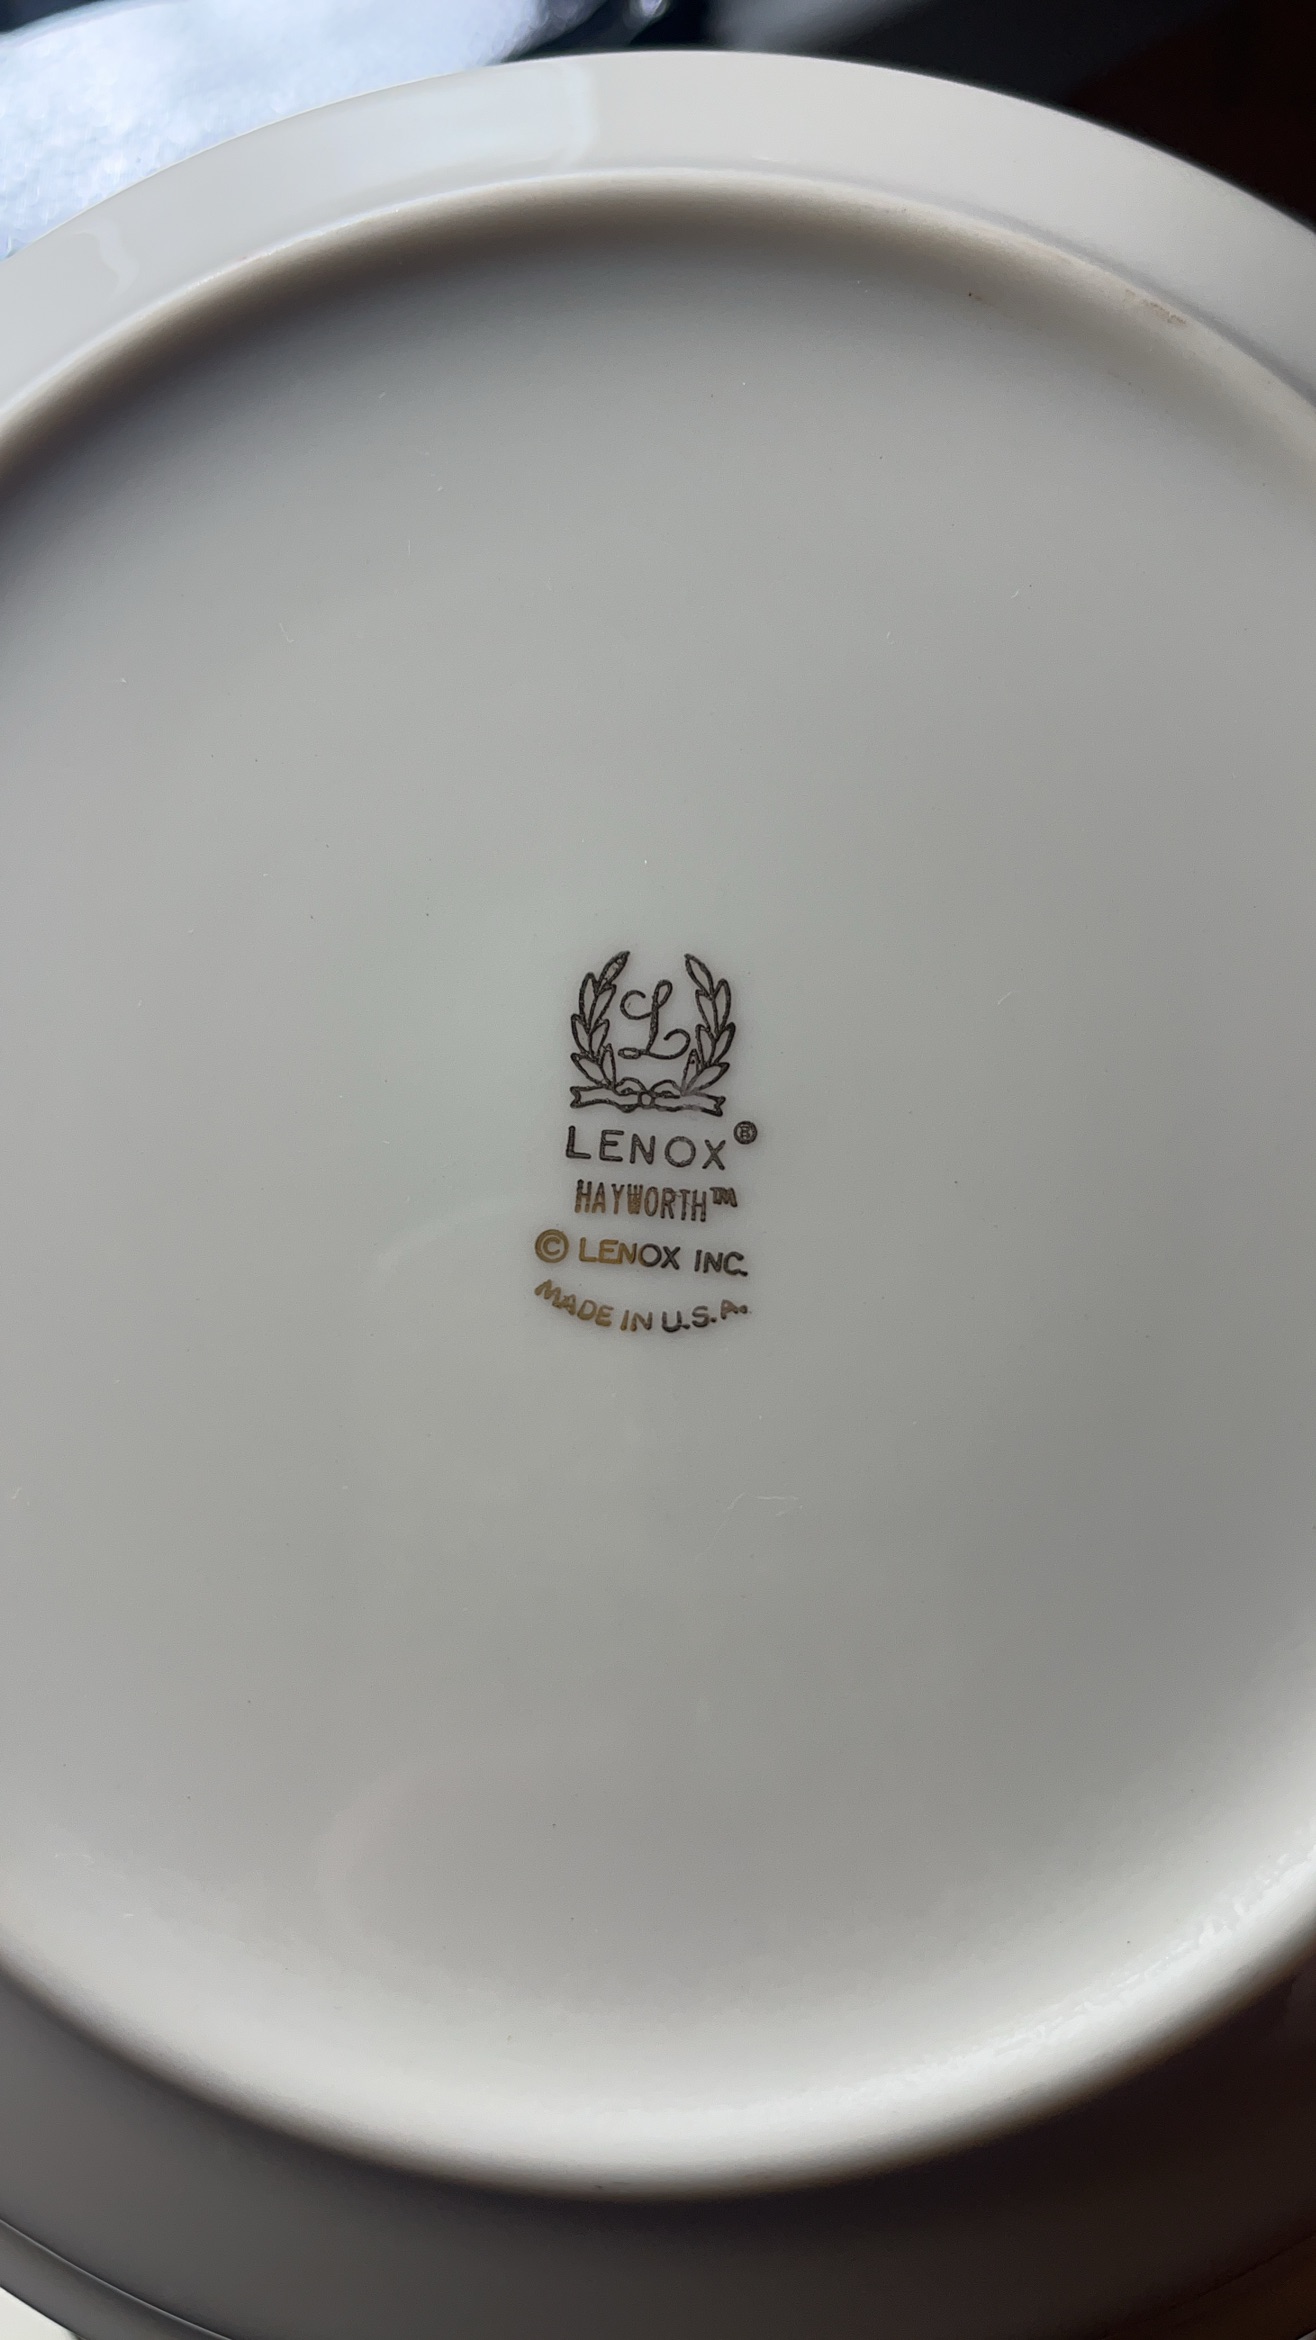 L
LENOX®
HAYWORTH™
© LENOX INC.
MADE IN U.S.A.